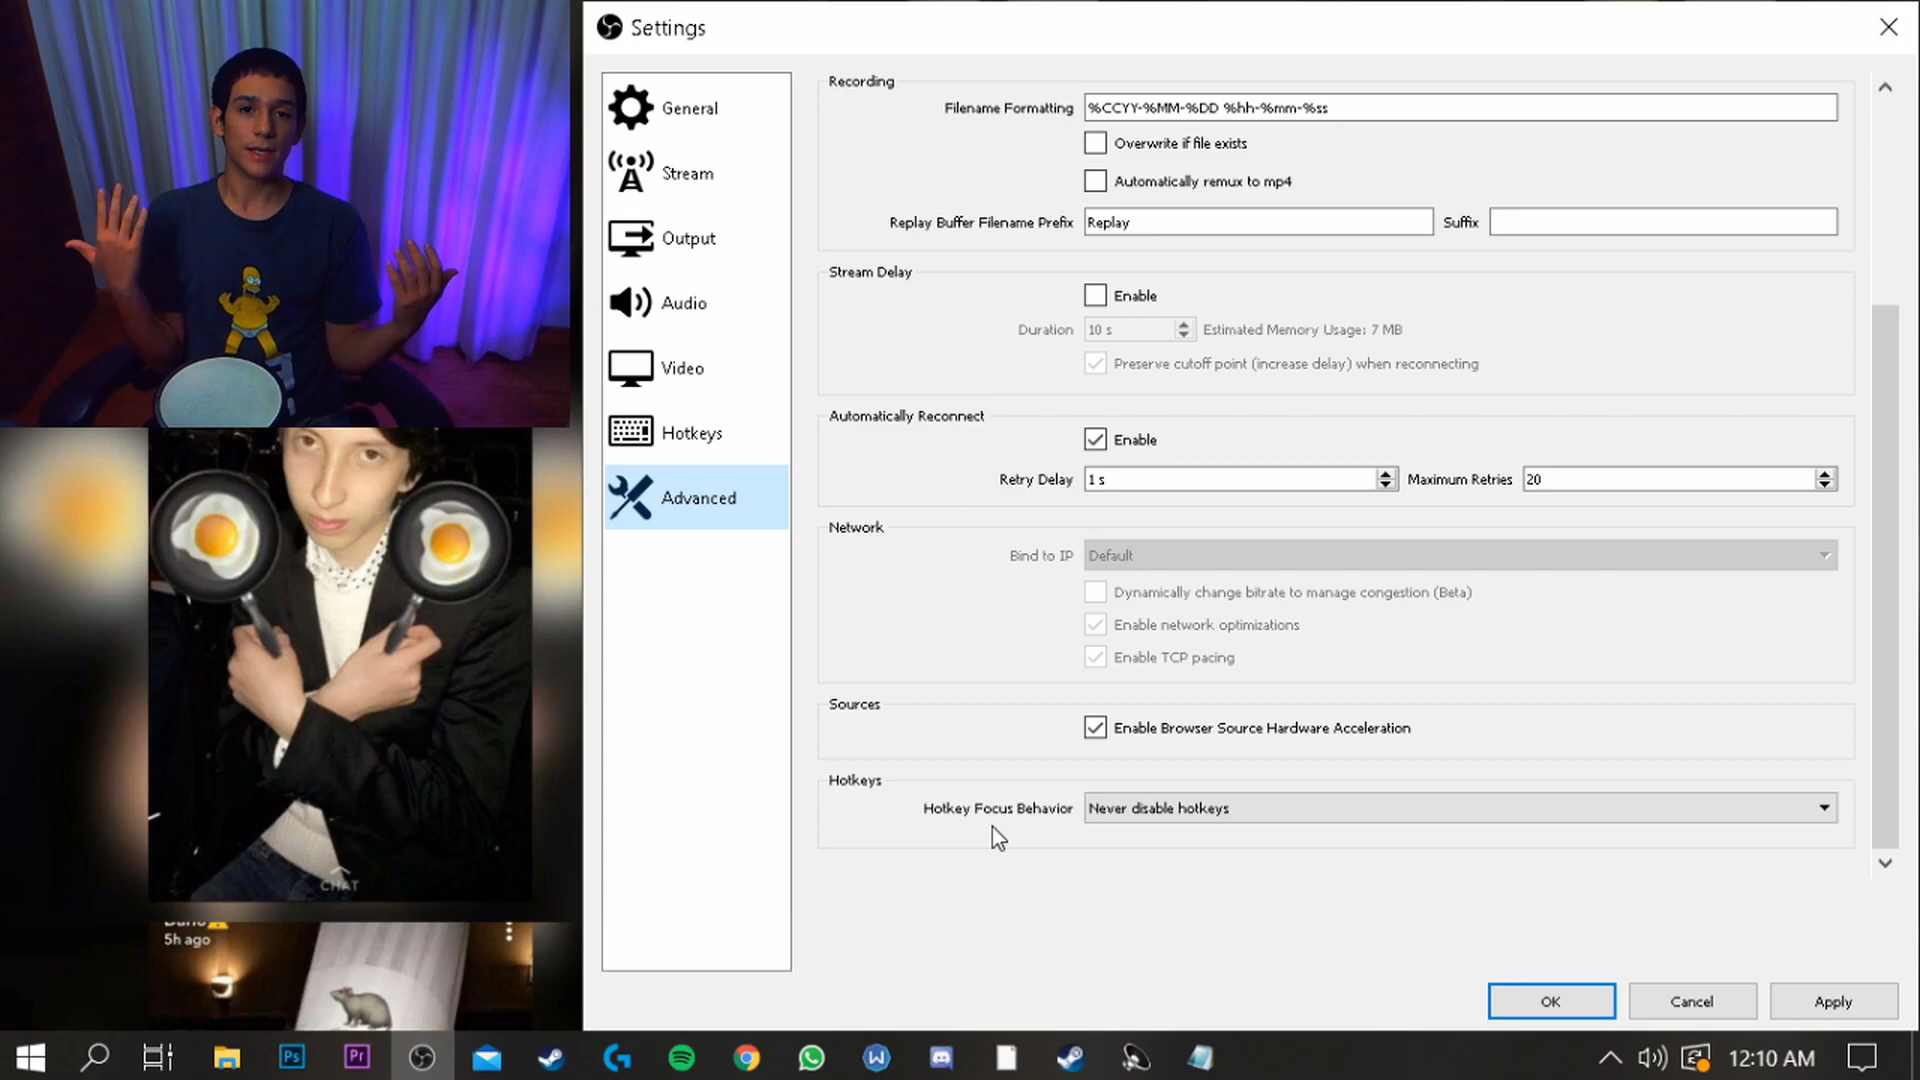 Settings
General
Stream
Output
Audio
Video
Hotkeys
Advanced
Recording
Filename Formatting %CCYY-%MM-%DD %hh-%mm-%ss
Overwrite if file exists
Automatically remux to mp4
Replay Buffer Filename Prefix Replay Suffix
Stream Delay
Enable
Duration 10 s Estimated Memory Usage: 7 MB
Preserve cutoff point (increase delay) when reconnecting
Automatically Reconnect
Enable
Retry Delay 1 s Maximum Retries 20
Network
Bind to IP Default
Dynamically change bitrate to manage congestion (Beta)
Enable network optimizations
Enable TCP pacing
Sources
Enable Browser Source Hardware Acceleration
Hotkeys
Hotkey Focus Behavior Never disable hotkeys
OK Cancel Apply
CHAT
5h ago
Ps Pr 12:10 AM